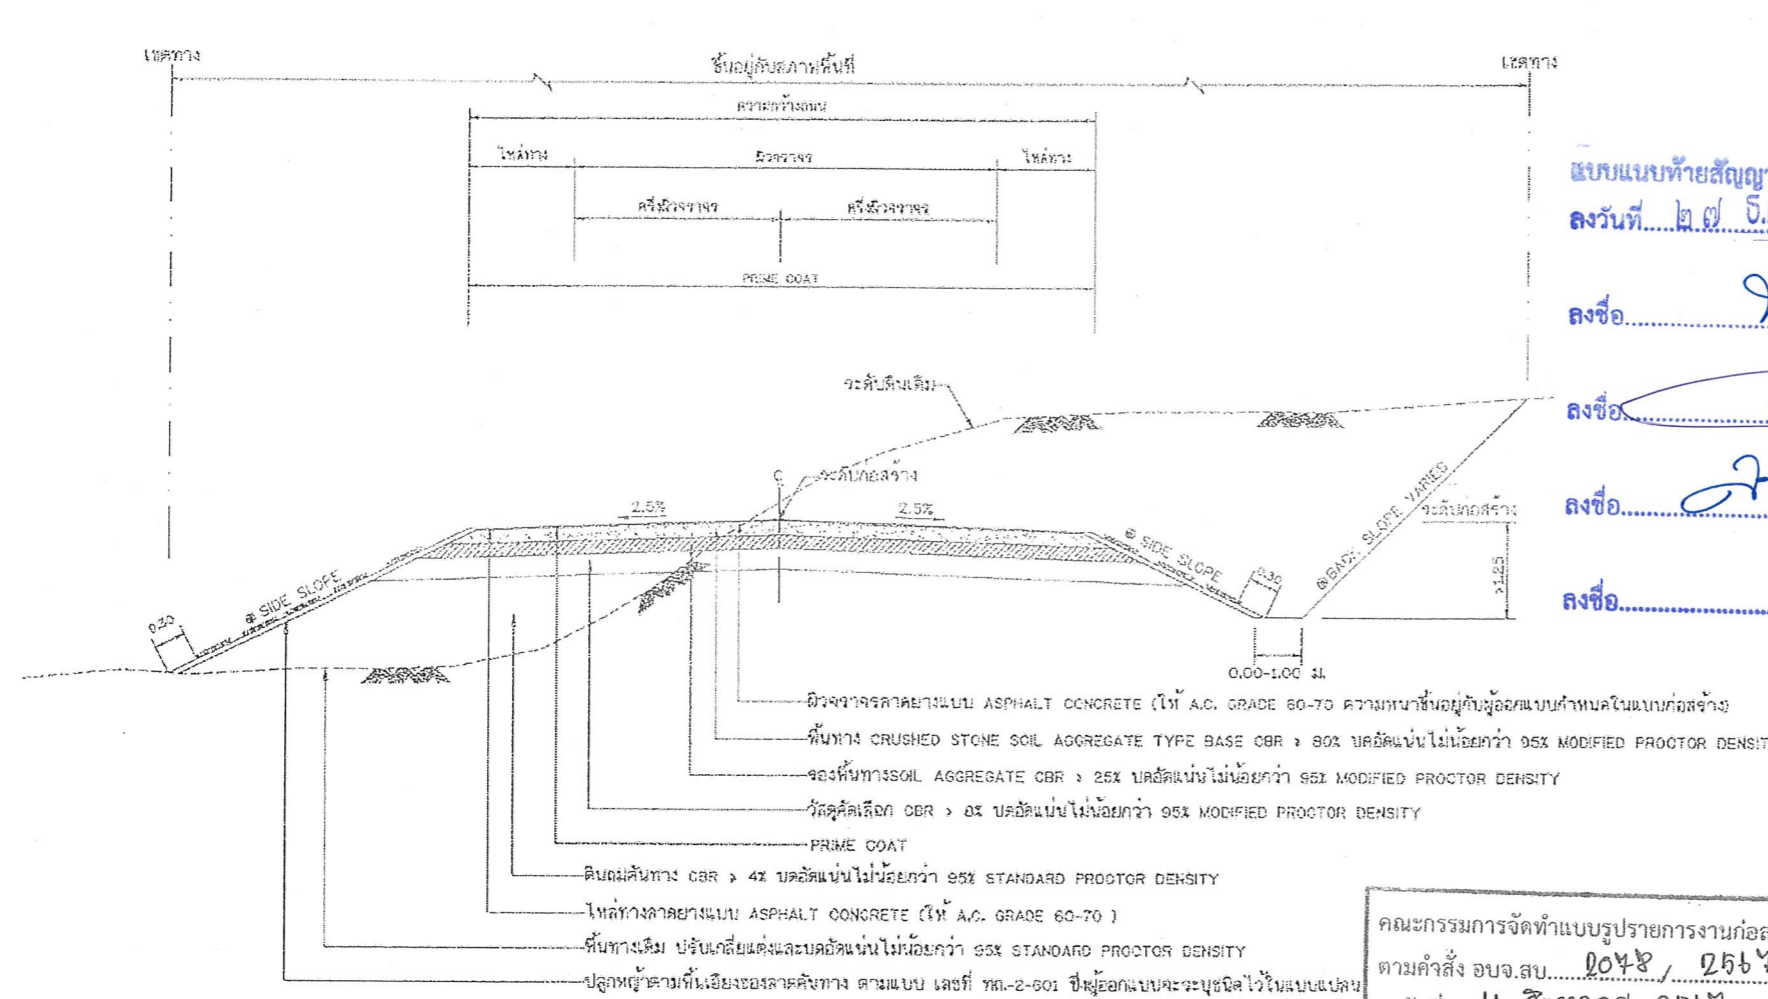 เขตทาง
ขึ้นอยู่กับสภาพพื้นที่
เขตทาง
ความกว้างถนน
ไหล่ทาง ผิวจราจร ไหล่ทาง
ครึ่งผิวจราจร ครึ่งผิวจราจร
PRIME COAT
แบบแนบท้ายสัญญา
ลงวันที่.....๒๗ ธ.
ลงชื่อ
ลงชื่อ
ลงชื่อ
ลงชื่อ
ระดับดินเดิม
ระดับก่อสร้าง
2.5% 2.5%
@ SIDE SLOPE
@ SIDE SLOPE
@ BACK SLOPE VARIES
ระดับก่อสร้าง
0.30
0.30
>1.25
0.00-1.00 ม.
ผิวจราจรลาดยางแบบ ASPHALT CONCRETE (ให้ A.C. GRADE 60-70 ความหนาขึ้นอยู่กับผู้ออกแบบกำหนดในแบบก่อสร้าง)
พื้นทาง CRUSHED STONE SOIL AGGREGATE TYPE BASE CBR > 80% บดอัดแน่นไม่น้อยกว่า 95% MODIFIED PROCTOR DENSIT
รองพื้นทางSOIL AGGREGATE CBR > 25% บดอัดแน่นไม่น้อยกว่า 95% MODIFIED PROCTOR DENSITY
วัสดุคัดเลือก CBR > 8% บดอัดแน่นไม่น้อยกว่า 95% MODIFIED PROCTOR DENSITY
PRIME COAT
ดินถมคันทาง CBR > 4% บดอัดแน่นไม่น้อยกว่า 95% STANDARD PROCTOR DENSITY
ไหล่ทางลาดยางแบบ ASPHALT CONCRETE (ให้ A.C. GRADE 60-70 )
พื้นทางเดิม ปรับเกลี่ยแต่งและบดอัดแน่นไม่น้อยกว่า 95% STANDARD PROCTOR DENSITY
ปลูกหญ้าตามพื้นเอียงของลาดคันทาง ตามแบบ เลขที่ ทถ.-2-601 ซึ่งผู้ออกแบบจะระบุชนิดไว้ในแบบแปลน
คณะกรรมการจัดทำแบบรูปรายการงานก่อส
ตามคำสั่ง อบจ.สบ.....2078 / 2567